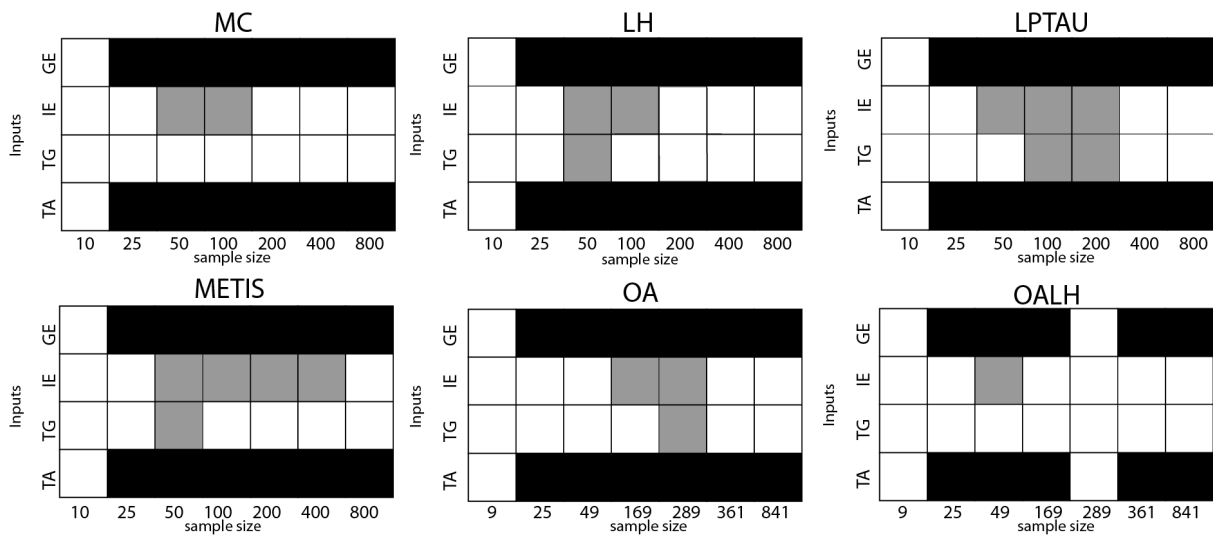 MC
LH
LPTAU
Inputs
GE
IE
TG
TA
10 25 50 100 200 400 800
sample size
Inputs
GE
IE
TG
TA
10 25 50 100 200 400 800
sample size
Inputs
GE
IE
TG
TA
10 25 50 100 200 400 800
sample size
METIS
OA
OALH
Inputs
GE
IE
TG
TA
10 25 50 100 200 400 800
sample size
Inputs
GE
IE
TG
TA
9 25 49 169 289 361 841
sample size
Inputs
GE
IE
TG
TA
9 25 49 169 289 361 841
sample size